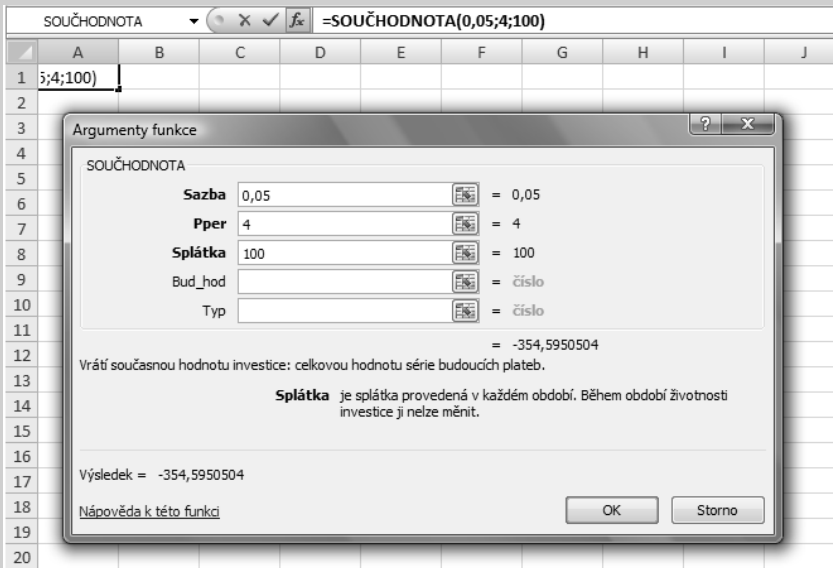 SOUČHODNOTA =SOUČHODNOTA(0,05;4;100)
A B C D E F G H I J
1 5;4;100)
2
3
4
5
6
7
8
9
10
11
12
13
14
15
16
17
18
19
20
Argumenty funkce
SOUČHODNOTA
Sazba 0,05 = 0,05
Pper 4 = 4
Splátka 100 = 100
Bud_hod = číslo
Typ = číslo
= -354,5950504
Vrátí současnou hodnotu investice: celkovou hodnotu série budoucích plateb.
Splátka je splátka provedená v každém období. Během období životnosti
investice ji nelze měnit.
Výsledek = -354,5950504
Nápověda k této funkci OK Storno